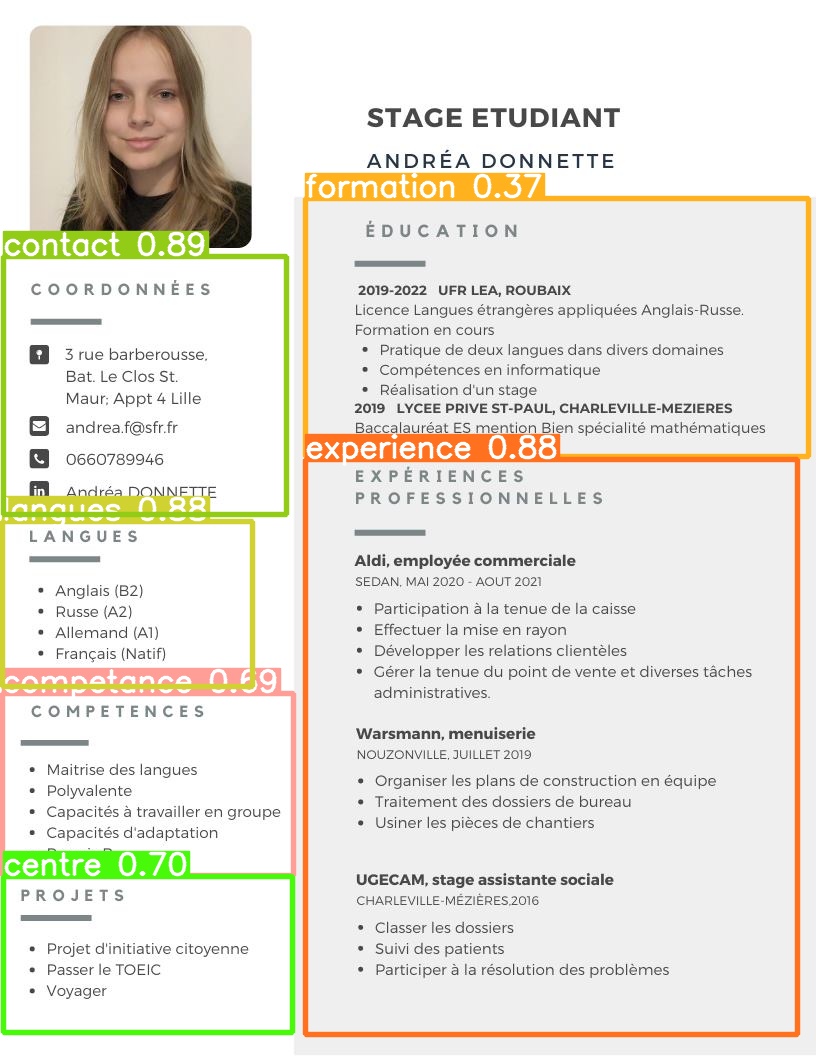 STAGE ETUDIANT
ANDRÉA DONNETTE
contact 0.89
COORDONNÉES
3 rue barberousse,
Bat. Le Clos St.
Maur; Appt 4 Lille
andrea.f@sfr.fr
0660789946
Andréa DONNETTE
langues 0.88
LANGUES
Anglais (B2)
Russe (A2)
Allemand (A1)
Français (Natif)
competance 0.69
COMPETENCES
Maitrise des langues
Polyvalente
Capacités à travailler en groupe
Capacités d'adaptation
centre 0.70
PROJETS
Projet d'initiative citoyenne
Passer le TOEIC
Voyager
formation 0.37
ÉDUCATION
2019-2022 UFR LEA, ROUBAIX
Licence Langues étrangères appliquées Anglais-Russe.
Formation en cours
Pratique de deux langues dans divers domaines
Compétences en informatique
Réalisation d'un stage
2019 LYCEE PRIVE ST-PAUL, CHARLEVILLE-MEZIERES
Baccalauréat ES mention Bien spécialité mathématiques
experience 0.88
EXPÉRIENCES
PROFESSIONNELLES
Aldi, employée commerciale
SEDAN, MAI 2020 - AOUT 2021
Participation à la tenue de la caisse
Effectuer la mise en rayon
Développer les relations clientèles
Gérer la tenue du point de vente et diverses tâches
administratives.
Warsmann, menuiserie
NOUZONVILLE, JUILLET 2019
Organiser les plans de construction en équipe
Traitement des dossiers de bureau
Usiner les pièces de chantiers
UGECAM, stage assistante sociale
CHARLEVILLE-MÉZIÈRES,2016
Classer les dossiers
Suivi des patients
Participer à la résolution des problèmes